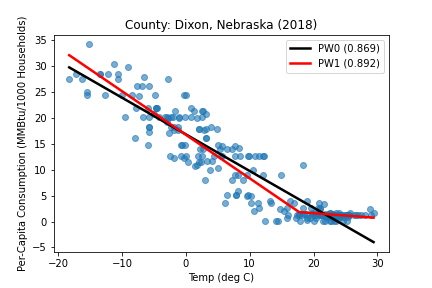 County: Dixon, Nebraska (2018)
PW0 (0.869)
PW1 (0.892)
Per-Capita Consumption (MMBtu/1000 Households)
35
30
25
20
15
10
5
0
−5
−20 −10 0 10 20 30
Temp (deg C)